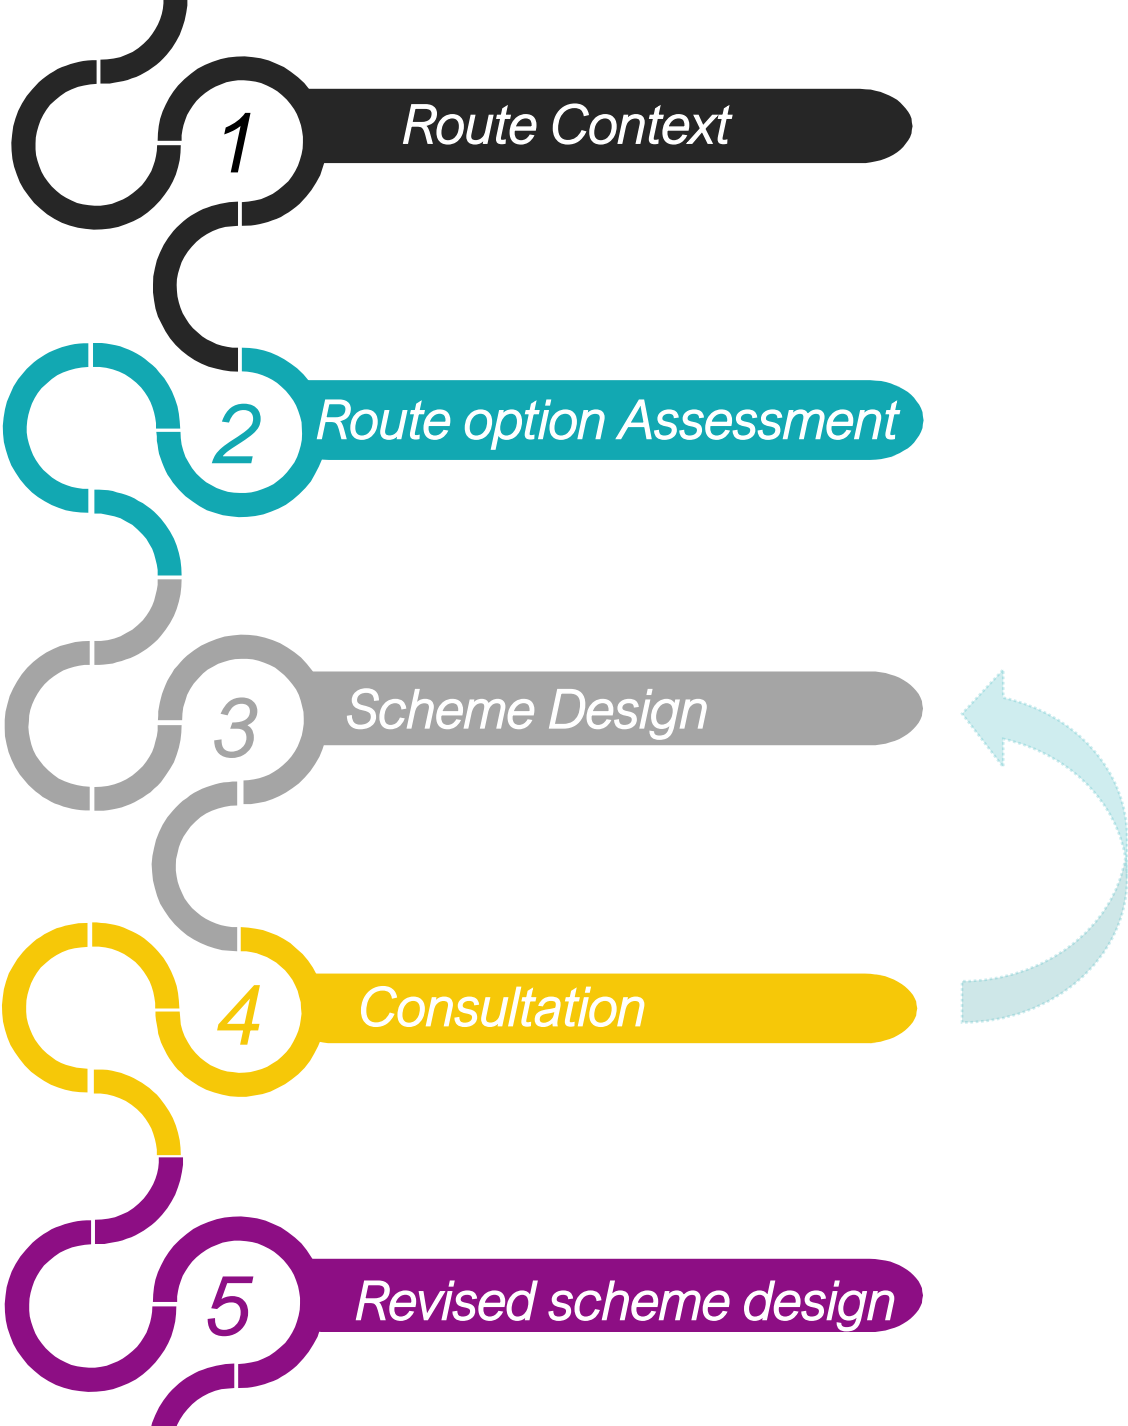 1
Route Context
2
Route option Assessment
3
Scheme Design
4
Consultation
5
Revised scheme design